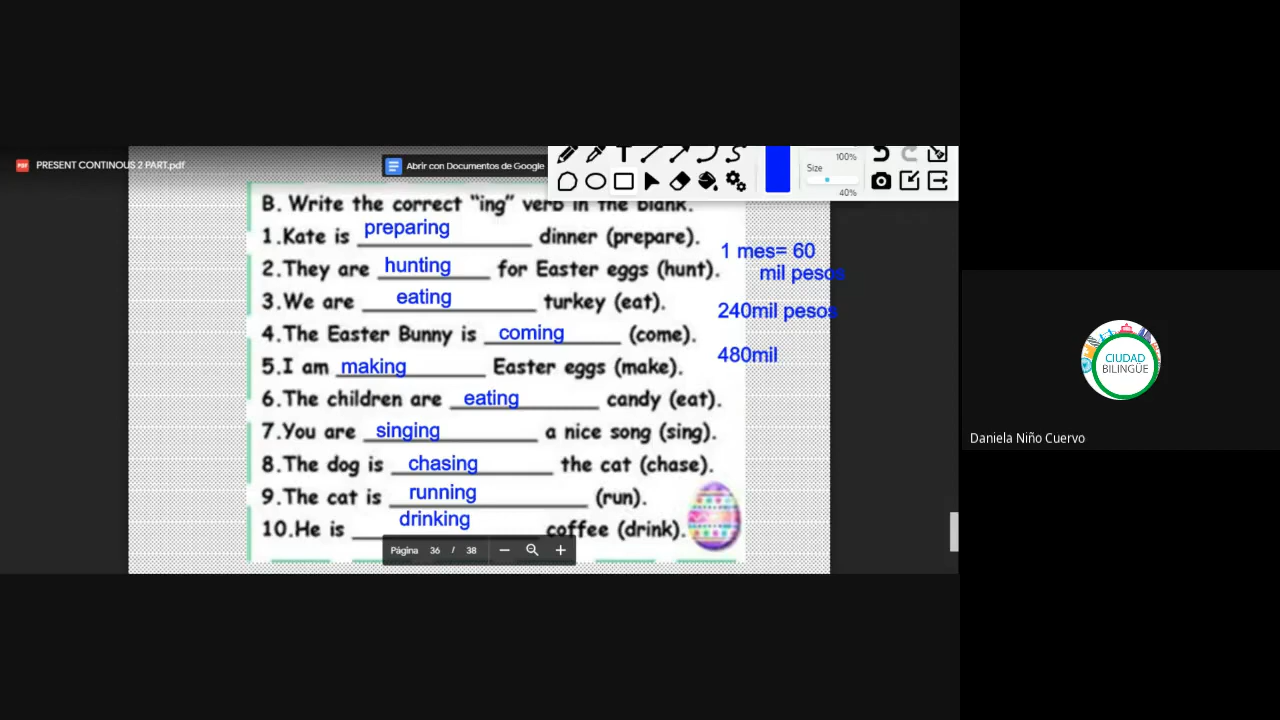 PRESENT CONTINOUS 2 PART.pdf
Abrir con Documentos de Google
100%
Size
40%
B. Write the correct "ing" verb in the blank.
1.Kate is preparing dinner (prepare).
2.They are hunting for Easter eggs (hunt).
3.We are eating turkey (eat).
4.The Easter Bunny is coming (come).
5.I am making Easter eggs (make).
6.The children are eating candy (eat).
7.You are singing a nice song (sing).
8.The dog is chasing the cat (chase).
9.The cat is running (run).
10.He is drinking coffee (drink).
1 mes= 60
mil pesos
240mil pesos
480mil
Página 36 / 38
CIUDAD
BILINGÜE
Daniela Niño Cuervo